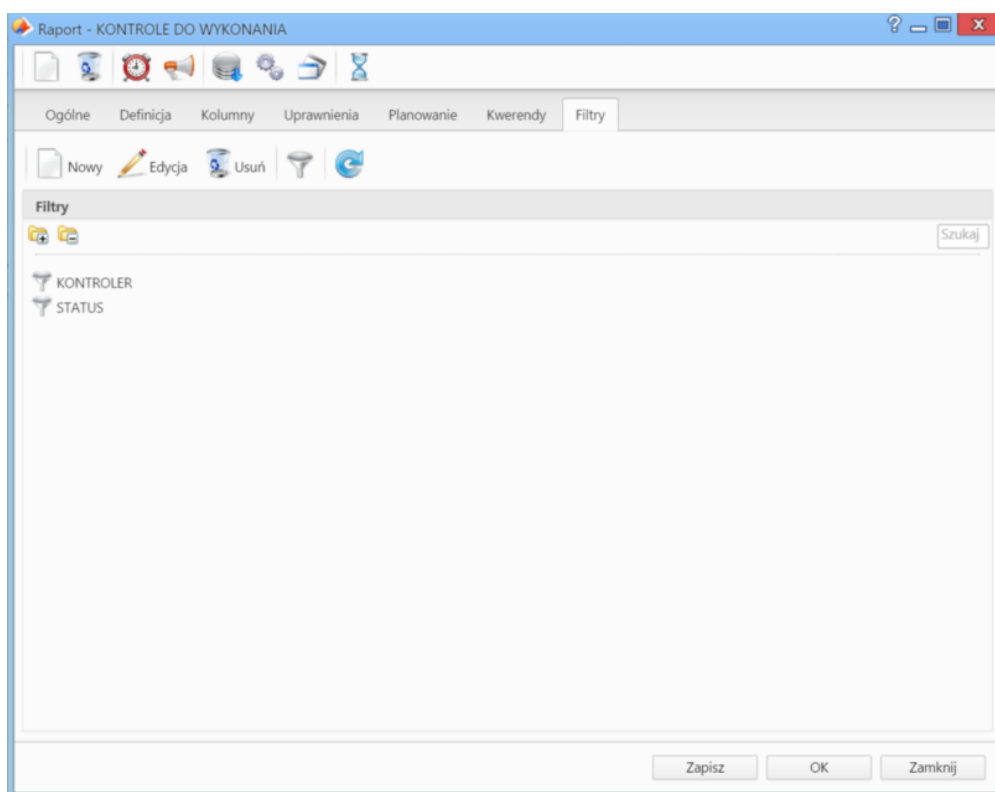 Raport - KONTROLE DO WYKONANIA
Ogólne Definicja Kolumny Uprawnienia Planowanie Kwerendy Filtry
Nowy Edycja Usuń
Filtry
Szukaj
KONTROLER
STATUS
Zapisz OK Zamknij